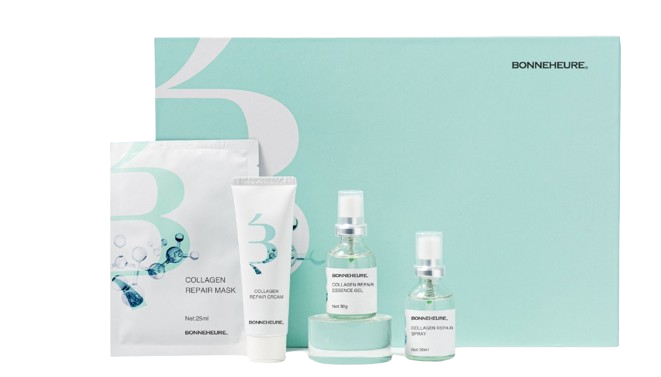 BONNEHEURE®
COLLAGEN
REPAIR MASK
Net:25ml
BONNEHEURE®
COLLAGEN
REPAIR CREAM
BONNEHEURE®
BONNEHEURE®
COLLAGEN REPAIR
ESSENCE GEL
BONNEHEURE®
COLLAGEN REPAIR
SPRAY